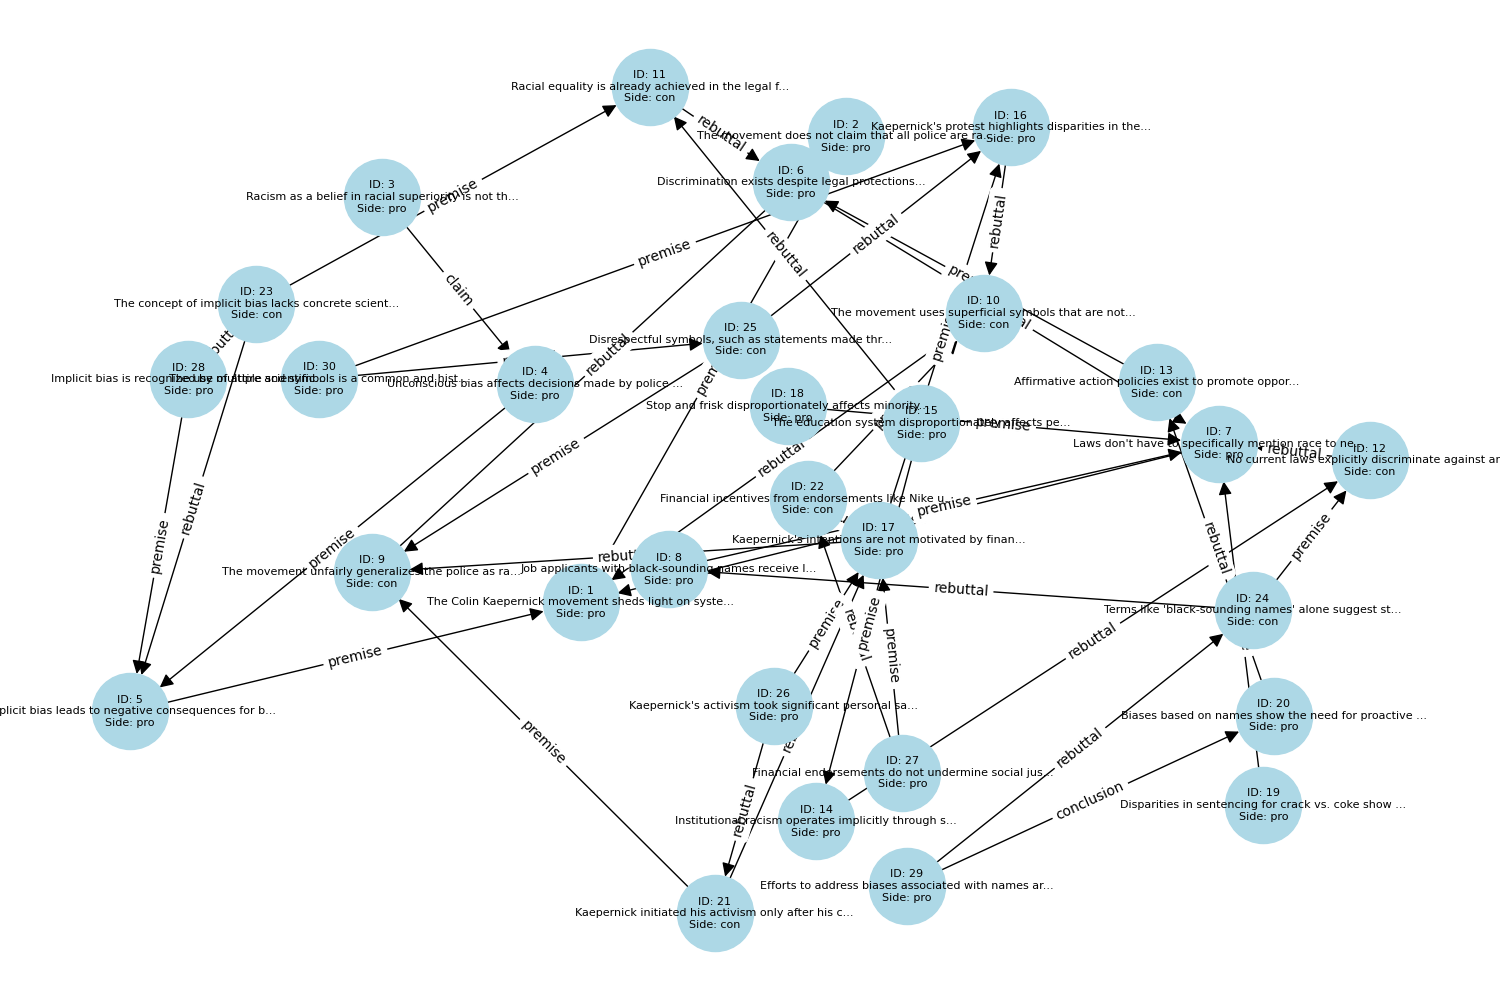 ID: 11
Racial equality is already achieved in the legal f...
Side: con
rebuttal
ID: 2
The movement does not claim that all police are ra...
Side: pro
ID: 16
Kaepernick's protest highlights disparities in the...
Side: pro
ID: 6
Discrimination exists despite legal protections...
Side: pro
ID: 3
Racism as a belief in racial superiority is not th...
Side: pro
premise
rebuttal
rebuttal
rebuttal
premise
claim
ID: 23
The concept of implicit bias lacks concrete scient...
Side: con
ID: 10
The movement uses superficial symbols that are not...
Side: con
ID: 25
Disrespectful symbols, such as statements made thr...
Side: con
rebuttal
ID: 28
Implicit bias is recognized by multiple scientific
Side: pro
ID: 30
The use of attire and symbols is a common and hist...
Side: pro
ID: 4
Unconscious bias affects decisions made by police ...
Side: pro
ID: 13
Affirmative action policies exist to promote oppor...
Side: con
ID: 18
Stop and frisk disproportionately affects minority...
Side: pro
ID: 15
The education system disproportionately affects pe...
Side: pro
premise
ID: 7
Laws don't have to specifically mention race to ne...
Side: pro
rebuttal
ID: 12
No current laws explicitly discriminate against
Side: con
premise
rebuttal
ID: 22
Financial incentives from endorsements like Nike u
Side: con
premise
rebuttal
premise
ID: 17
Kaepernick's intentions are not motivated by finan...
Side: pro
rebuttal
premise
premise
ID: 9
The movement unfairly generalizes the police as ra...
Side: con
ID: 8
Job applicants with black-sounding names receive l...
Side: pro
rebuttal
ID: 1
The Colin Kaepernick movement sheds light on syste...
Side: pro
ID: 24
Terms like 'black-sounding names' alone suggest st...
Side: con
premise
premise
premise
rebuttal
premise
ID: 5
plicit bias leads to negative consequences for b...
Side: pro
ID: 26
Kaepernick's activism took significant personal sa...
Side: pro
ID: 20
Biases based on names show the need for proactive ...
Side: pro
premise
rebuttal
ID: 27
Financial endorsements do not undermine social jus...
Side: pro
rebuttal
conclusion
ID: 14
Institutional racism operates implicitly through s...
Side: pro
ID: 19
Disparities in sentencing for crack vs. coke show ...
Side: pro
ID: 29
Efforts to address biases associated with names ar...
Side: pro
ID: 21
Kaepernick initiated his activism only after his c...
Side: con